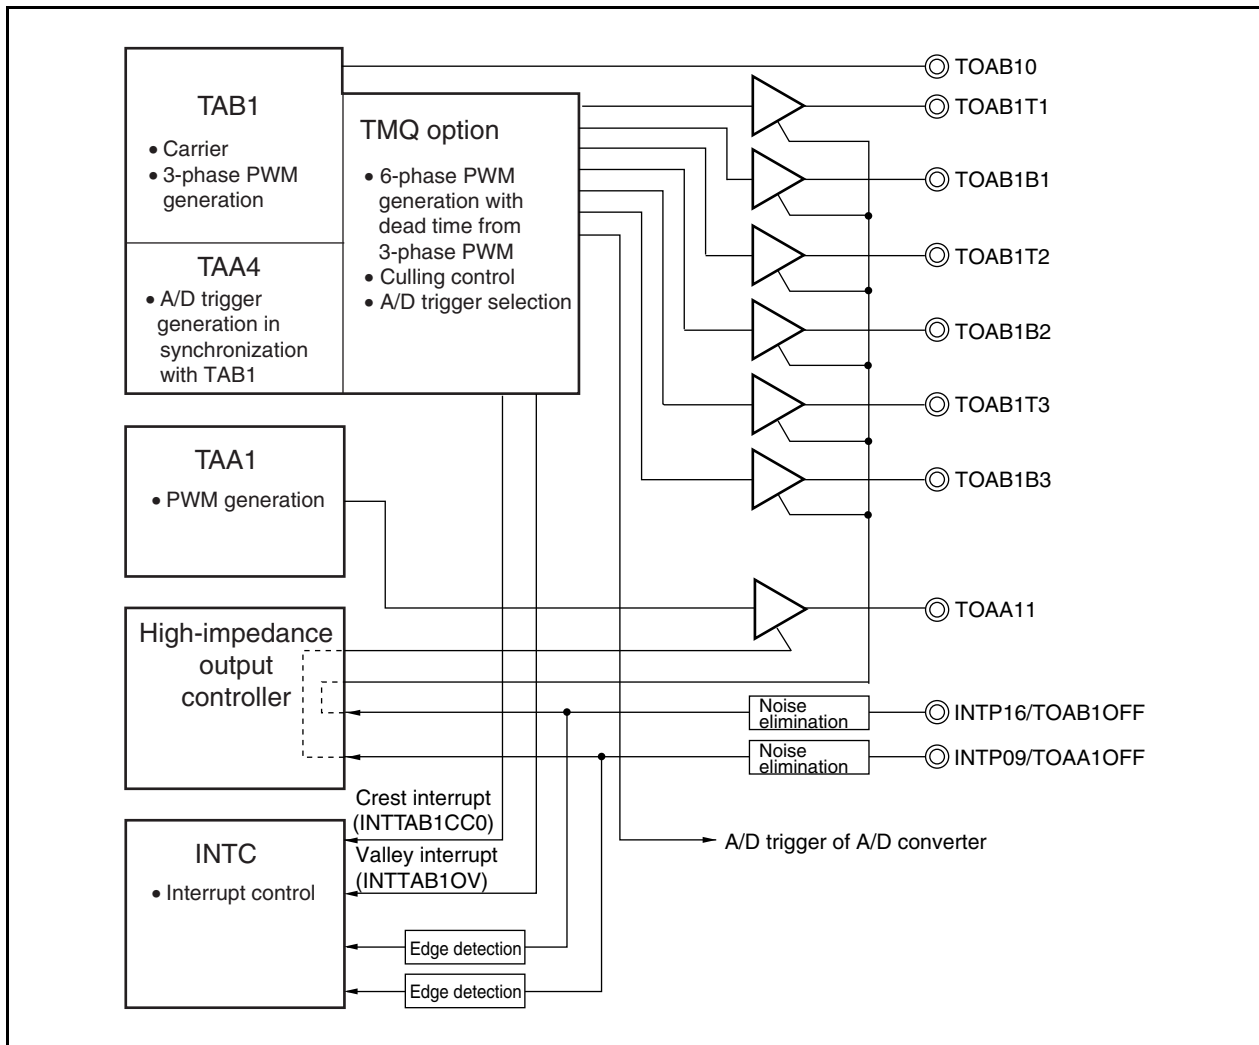 TAB1
• Carrier
• 3-phase PWM
generation
TAA4
• A/D trigger
generation in
synchronization
with TAB1
TMQ option
• 6-phase PWM
generation with
dead time from
3-phase PWM
• Culling control
• A/D trigger selection
TOAB10
TOAB1T1
TOAB1B1
TOAB1T2
TOAB1B2
TOAB1T3
TOAB1B3
TAA1
• PWM generation
TOAA11
High-impedance
output
controller
Noise
elimination
INTP16/TOAB1OFF
Noise
elimination
INTP09/TOAA1OFF
Crest interrupt
(INTTAB1CC0)
Valley interrupt
(INTTAB1OV)
A/D trigger of A/D converter
INTC
• Interrupt control
Edge detection
Edge detection